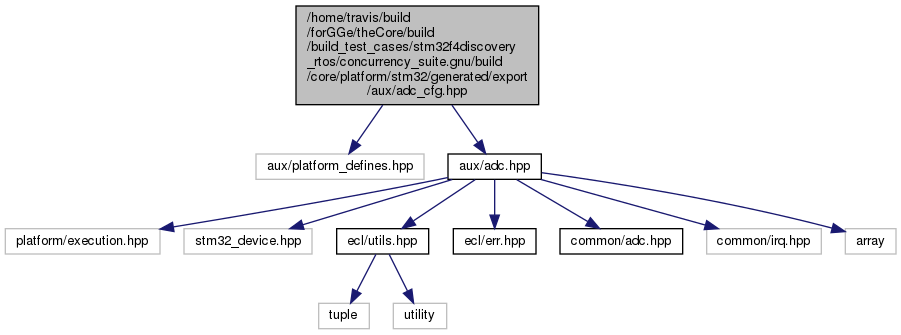 /home/travis/build
/forGGe/theCore/build
/build_test_cases/stm32f4discovery
_rtos/concurrency_suite.gnu/build
/core/platform/stm32/generated/export
/aux/adc_cfg.hpp
aux/platform_defines.hpp
aux/adc.hpp
platform/execution.hpp
stm32_device.hpp
ecl/utils.hpp
ecl/err.hpp
common/adc.hpp
common/irq.hpp
array
tuple
utility